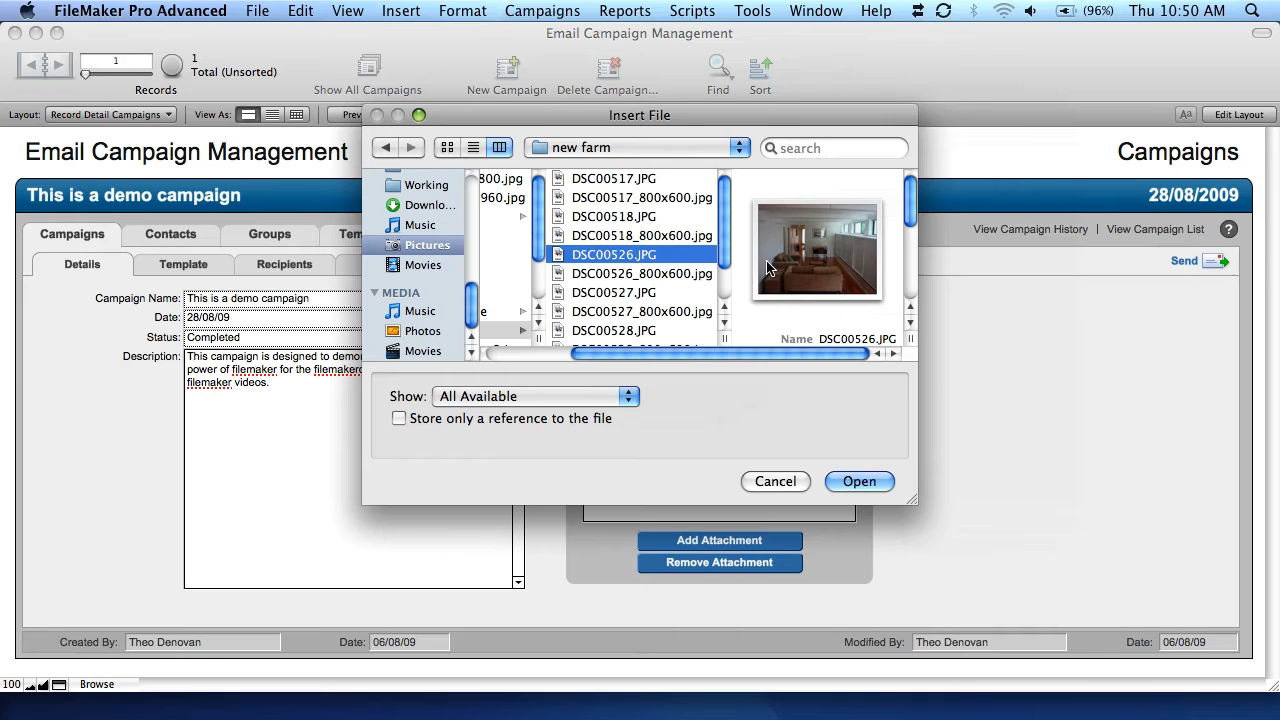 FileMaker Pro Advanced File Edit View Insert Format Campaigns Reports Scripts Tools Window Help (96%) Thu 10:50 AM
Email Campaign Management
1
1
Total (Unsorted)
Records
Show All Campaigns
New Campaign
Delete Campaign...
Find
Sort
Layout: Record Detail Campaigns View As: Prev
Aa Edit Layout
Email Campaign Management
Campaigns
This is a demo campaign
28/08/2009
Campaigns Contacts Groups Tem
View Campaign History View Campaign List ?
Details Template Recipients
Send
Campaign Name: This is a demo campaign
Date: 28/08/09
Status: Completed
Description: This campaign is designed to demo
power of filemaker for the filemaker
filemaker videos.
Insert File
new farm
search
Working
Downlo...
Music
Pictures
Movies
MEDIA
Music
Photos
Movies
800.jpg
960.jpg
e
DSC00517.JPG
DSC00517_800x600.jpg
DSC00518.JPG
DSC00518_800x600.jpg
DSC00526.JPG
DSC00526_800x600.jpg
DSC00527.JPG
DSC00527_800x600.jpg
DSC00528.JPG
Name DSC00526.JPG
Show: All Available
Store only a reference to the file
Cancel Open
Add Attachment
Remove Attachment
Created By: Theo Denovan Date: 06/08/09
Modified By: Theo Denovan Date: 06/08/09
100 Browse